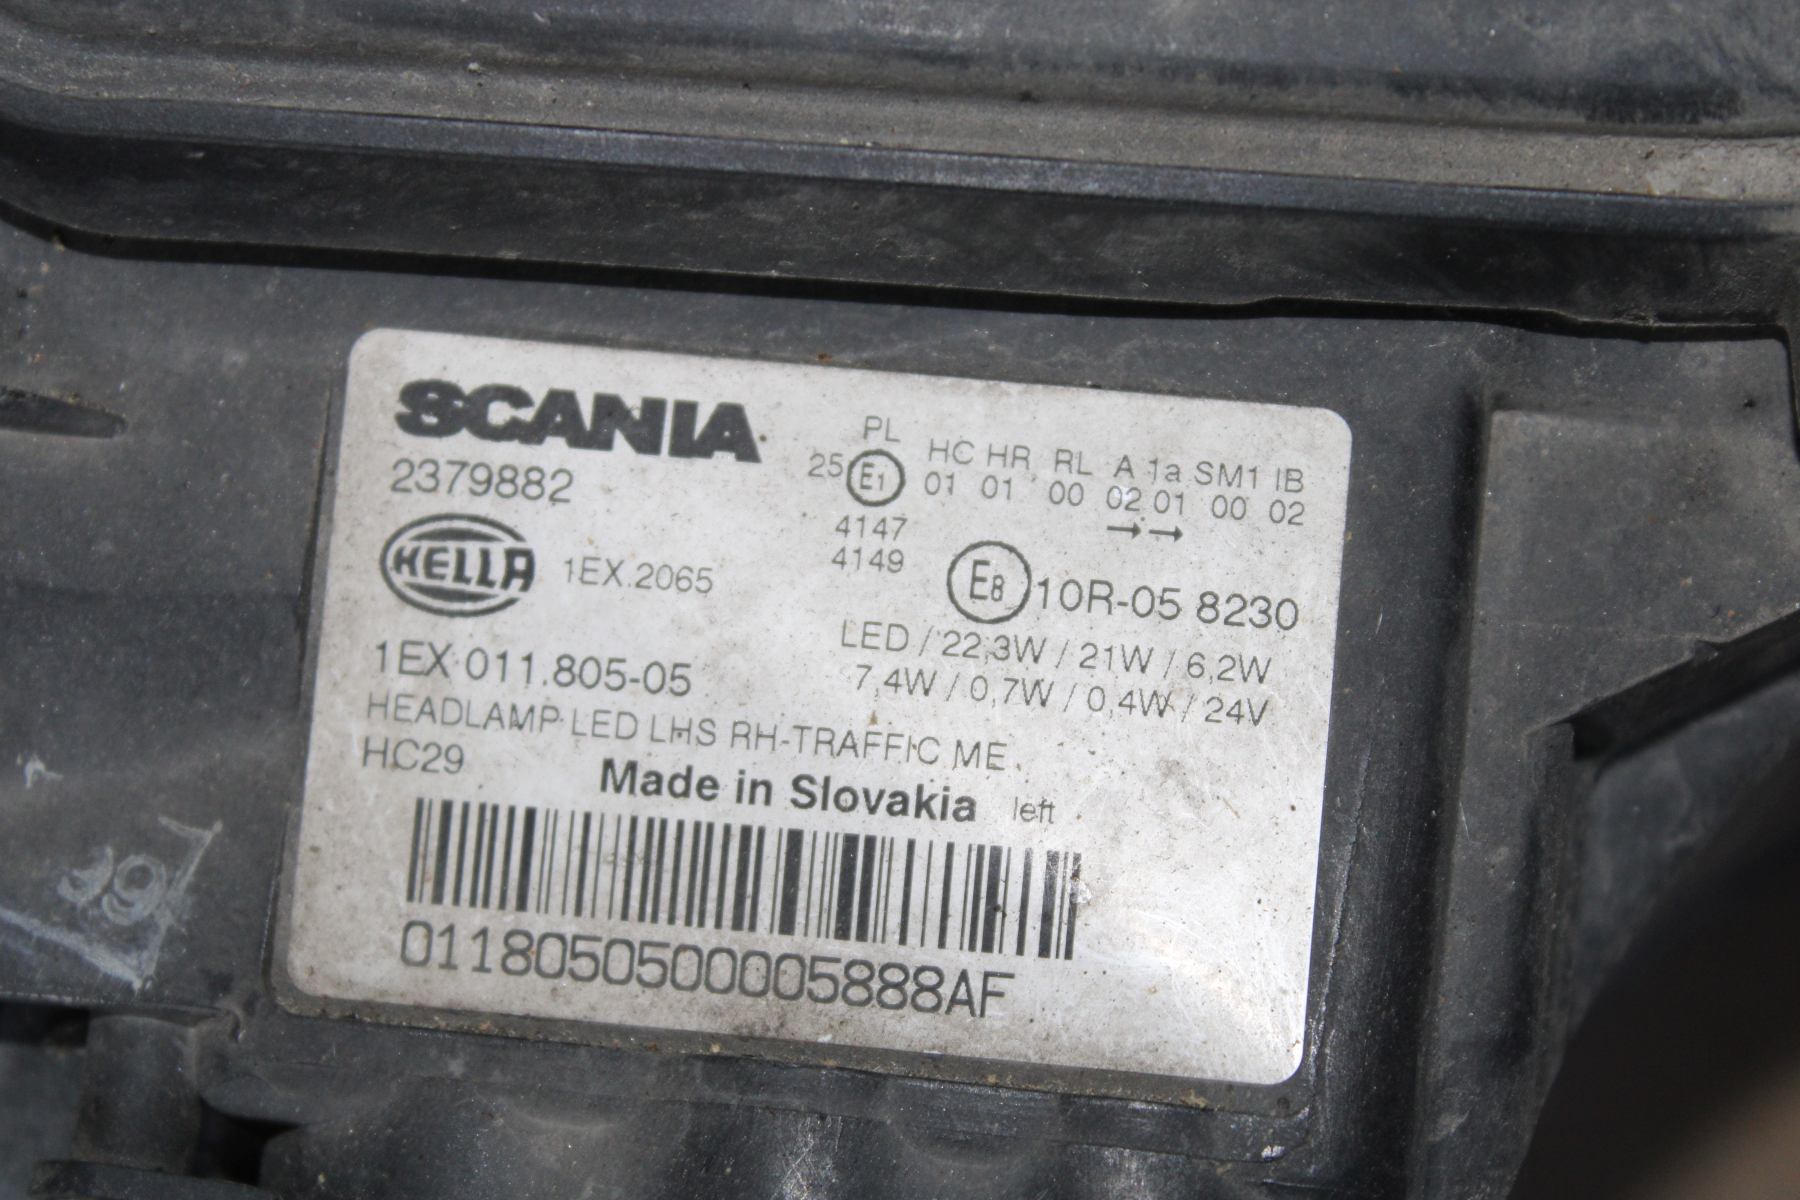 SCANIA
2379882
HELLA 1EX.2065
1EX 011.805-05
HEADLAMP LED LHS RH-TRAFFIC ME
HC29
Made in Slovakia left
PL HC HR RL A 1a SM1 IB
25 E1 01 01 00 02 01 00 02
→ →
4147
4149
E8 10R-05 8230
LED / 22,3W / 21W / 6,2W
7,4W / 0,7W / 0,4W / 24V
0118050500005888AF